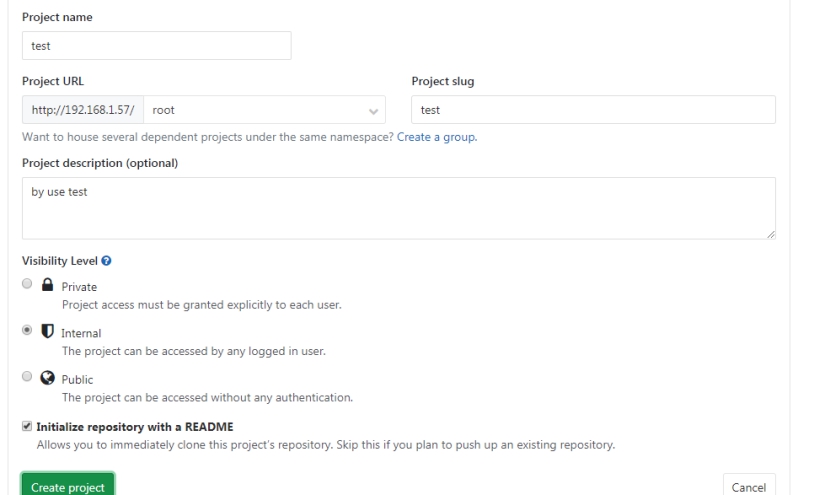 Project name
test
Project URL
Project slug
http://192.168.1.57/ root
test
Want to house several dependent projects under the same namespace? Create a group.
Project description (optional)
by use test
Visibility Level
Private
Project access must be granted explicitly to each user.
Internal
The project can be accessed by any logged in user.
Public
The project can be accessed without any authentication.
Initialize repository with a README
Allows you to immediately clone this project's repository. Skip this if you plan to push up an existing repository.
Create project
Cancel